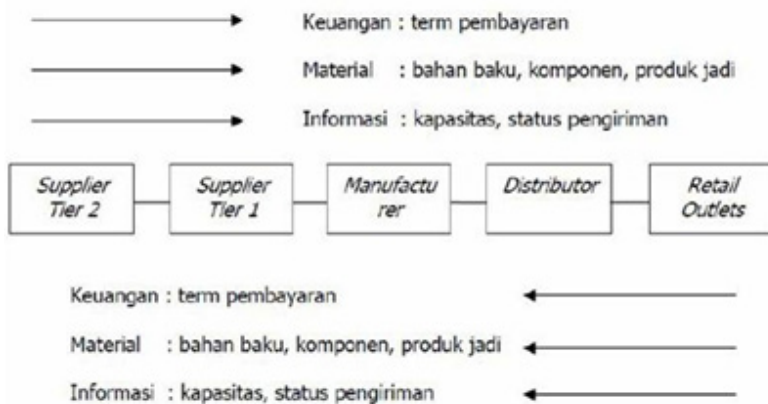 Keuangan : term pembayaran
Material : bahan baku, komponen, produk jadi
Informasi : kapasitas, status pengiriman
Supplier
Tier 2
Supplier
Tier 1
Manufactu
rer
Distributor
Retail
Outlets
Keuangan : term pembayaran
Material : bahan baku, komponen, produk jadi
Informasi : kapasitas, status pengiriman